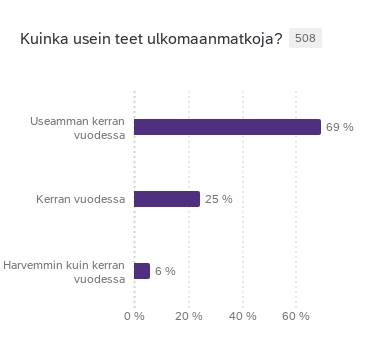 Kuinka usein teet ulkomaanmatkoja? 508
Useamman kerran
vuodessa
69 %
Kerran vuodessa
25 %
Harvemmin kuin kerran
vuodessa
6 %
0 % 20 % 40 % 60 %